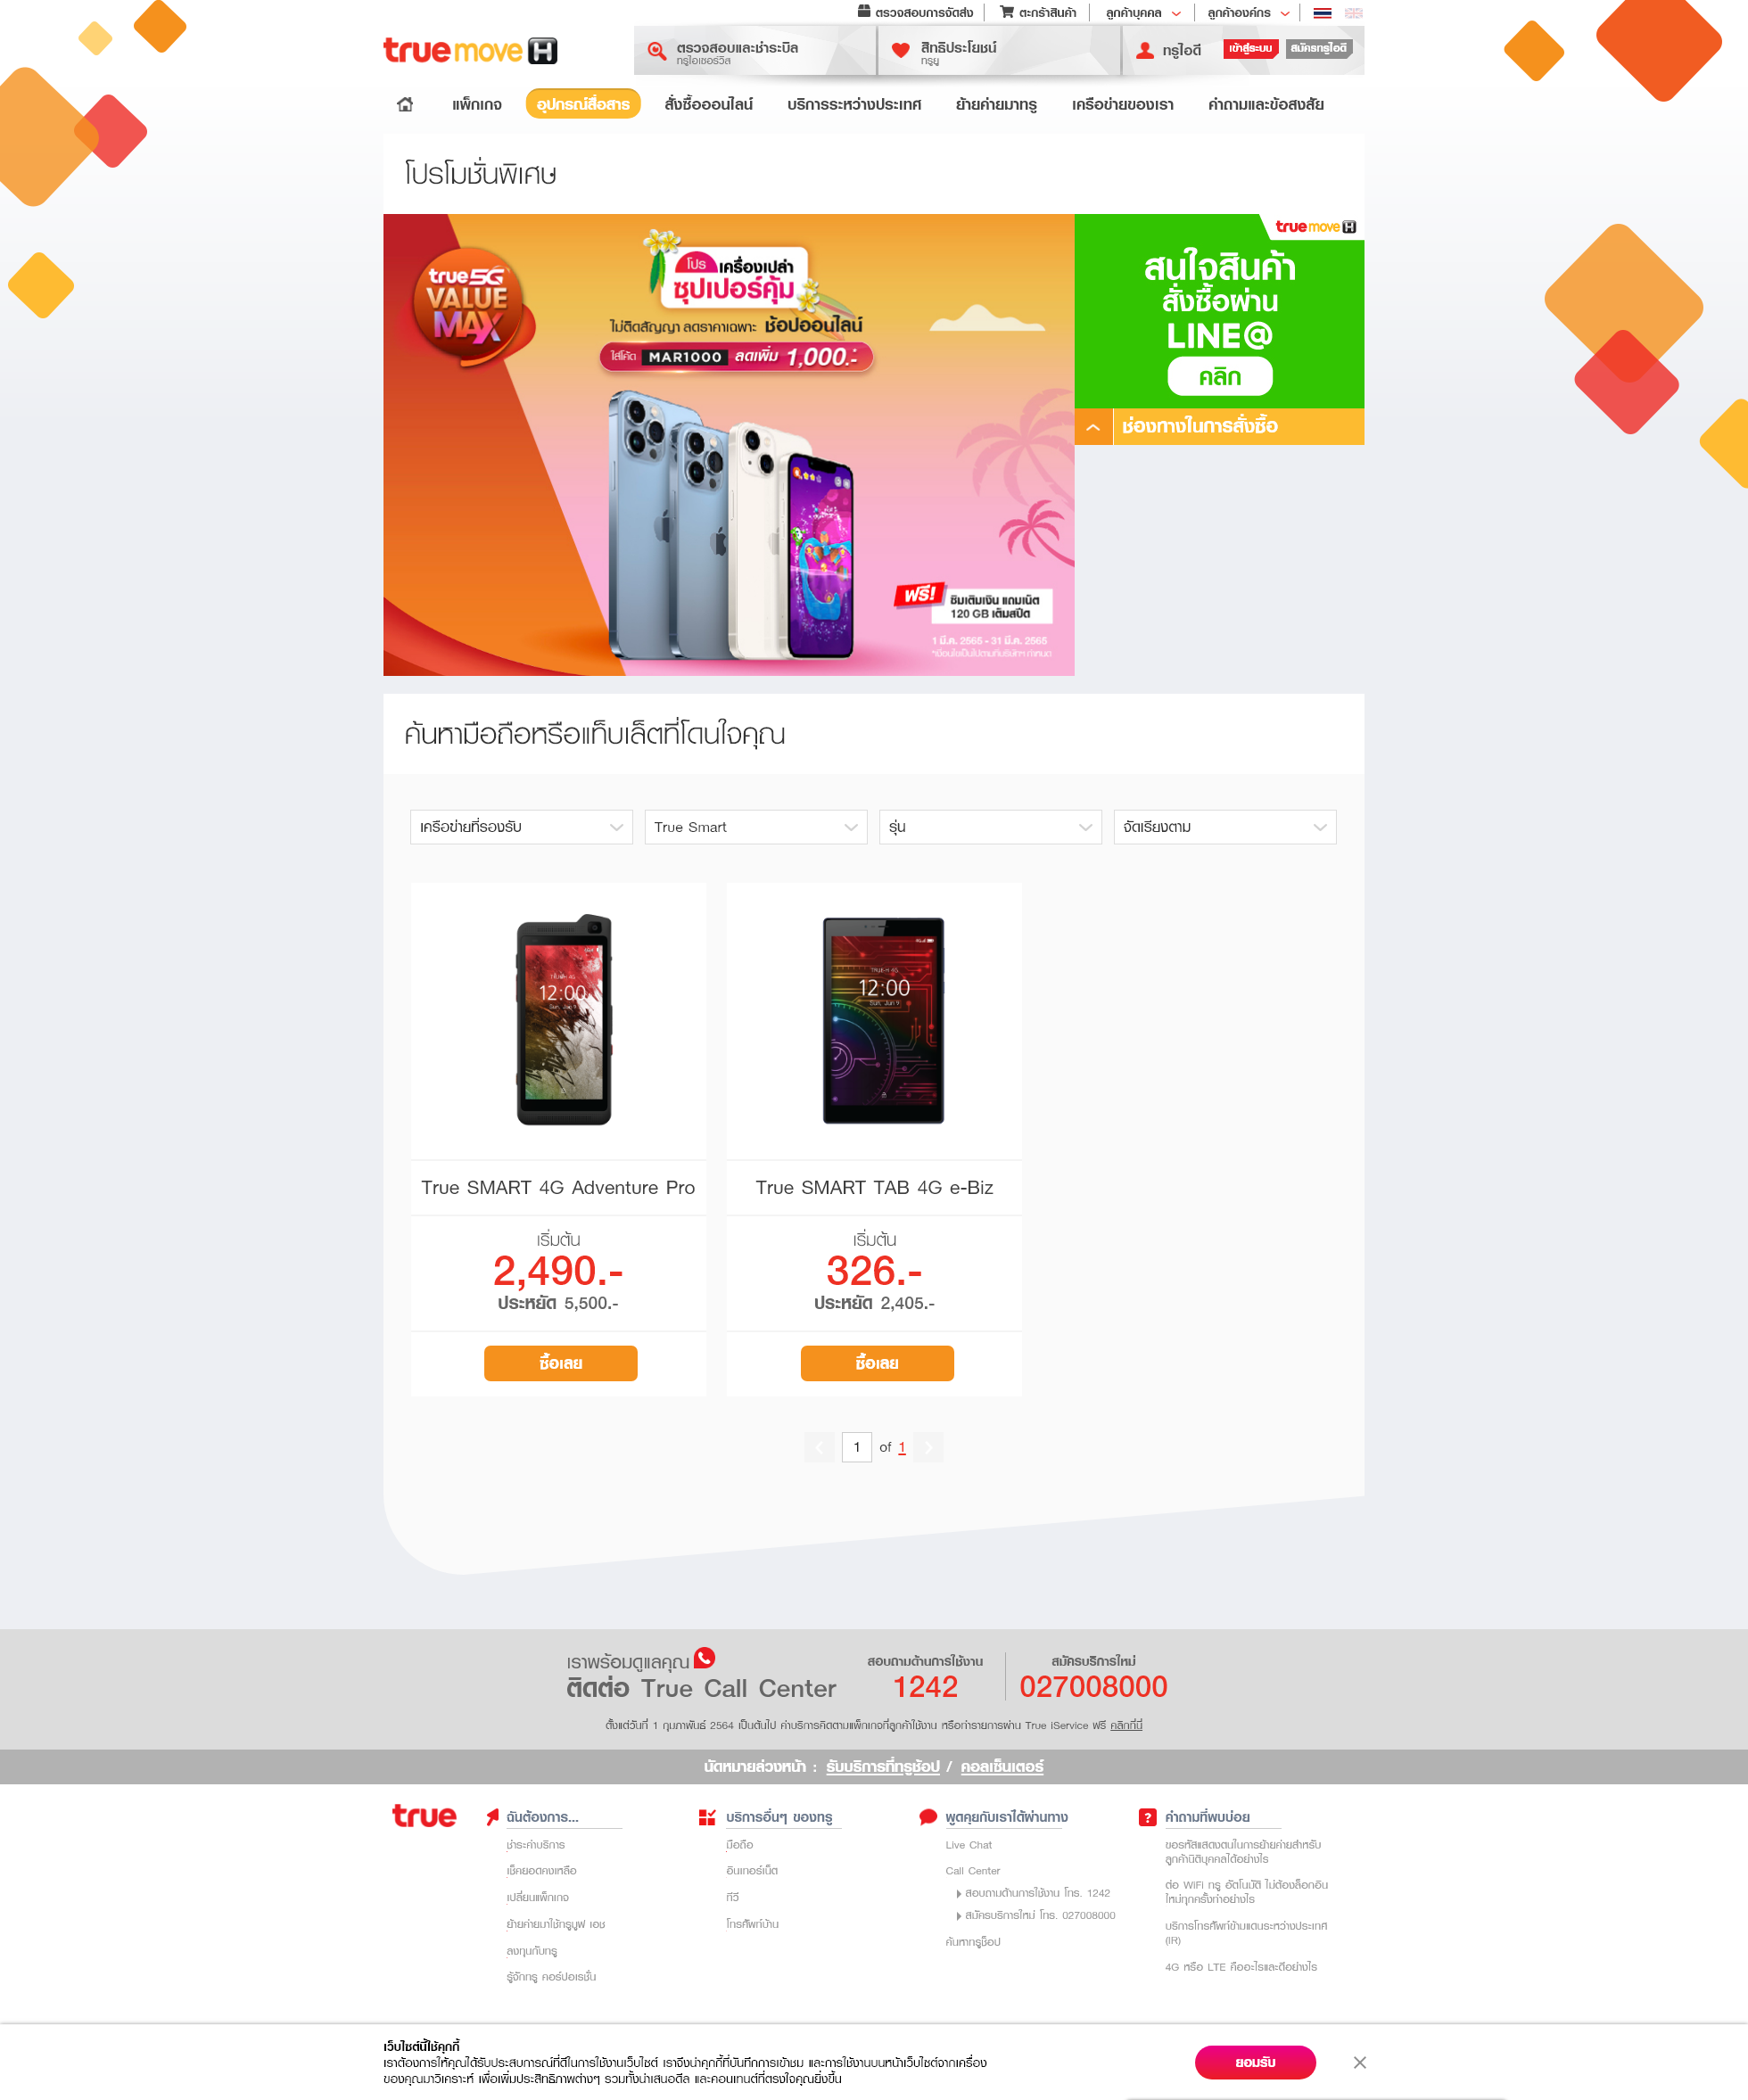 ตรวจสอบการจัดส่ง
ตะกร้าสินค้า
ลูกค้าบุคคล
ลูกค้าองค์กร
true move H
ตรวจสอบและชำระบิล
ทรูไอเซอร์วิส
สิทธิประโยชน์
ทรูยู
ทรูไอดี
เข้าสู่ระบบ
สมัครทรูไอดี
แพ็กเกจ
อุปกรณ์สื่อสาร
สั่งซื้อออนไลน์
บริการระหว่างประเทศ
ย้ายค่ายมาทรู
เครือข่ายของเรา
คำถามและข้อสงสัย
โปรโมชั่นพิเศษ
true 5G
VALUE
MAX
โปร เครื่องเปล่า
ซุปเปอร์คุ้ม
ไม่ติดสัญญา ลดราคาเฉพาะ ช้อปออนไลน์
ใส่โค้ด MAR1000 ลดเพิ่ม 1,000.-
ฟรี!
ซิมเติมเงิน แถมเน็ต
120 GB เต็มสปีด
1 มี.ค. 2565 - 31 มี.ค. 2565
*เงื่อนไขเป็นไปตามที่บริษัทฯ กำหนด
true move H
สนใจสินค้า
สั่งซื้อผ่าน
LINE@
คลิก
ช่องทางในการสั่งซื้อ
ค้นหามือถือหรือแท็บเล็ตที่โดนใจคุณ
เครือข่ายที่รองรับ
True Smart
รุ่น
จัดเรียงตาม
TRUE-H 4G
12:00
Sun, Jun 9
TRUE-H 4G
12:00
Sun, Jun 9
True SMART 4G Adventure Pro
เริ่มต้น
2,490.-
ประหยัด 5,500.-
ซื้อเลย
True SMART TAB 4G e-Biz
เริ่มต้น
326.-
ประหยัด 2,405.-
ซื้อเลย
1 of 1
เราพร้อมดูแลคุณ
ติดต่อ True Call Center
สอบถามด้านการใช้งาน
1242
สมัครบริการใหม่
027008000
ตั้งแต่วันที่ 1 กุมภาพันธ์ 2564 เป็นต้นไป ค่าบริการคิดตามแพ็กเกจที่ลูกค้าใช้งาน หรือทำรายการผ่าน True iService ฟรี คลิกที่นี่
นัดหมายล่วงหน้า : รับบริการที่ทรูช้อป / คอลเซ็นเตอร์
true
ฉันต้องการ...
ชำระค่าบริการ
เช็คยอดคงเหลือ
เปลี่ยนแพ็กเกจ
ย้ายค่ายมาใช้ทรูมูฟ เอช
ลงทุนกับทรู
รู้จักทรู คอร์ปอเรชั่น
บริการอื่นๆ ของทรู
มือถือ
อินเทอร์เน็ต
ทีวี
โทรศัพท์บ้าน
พูดคุยกับเราได้ผ่านทาง
Live Chat
Call Center
สอบถามด้านการใช้งาน โทร. 1242
สมัครบริการใหม่ โทร. 027008000
ค้นหาทรูช็อป
คำถามที่พบบ่อย
ขอรหัสแสดงตนในการย้ายค่ายสำหรับ
ลูกค้านิติบุคคลได้อย่างไร
ต่อ WiFi ทรู อัตโนมัติ ไม่ต้องล็อกอิน
ใหม่ทุกครั้งทำอย่างไร
บริการโทรศัพท์ข้ามแดนระหว่างประเทศ
(IR)
4G หรือ LTE คืออะไรและดีอย่างไร
เว็บไซต์นี้ใช้คุกกี้
เราต้องการให้คุณได้รับประสบการณ์ที่ดีในการใช้งานเว็บไซต์ เราจึงนำคุกกี้ที่บันทึกการเข้าชม และการใช้งานบนหน้าเว็บไซต์จากเครื่อง
ของคุณมาวิเคราะห์ เพื่อเพิ่มประสิทธิภาพต่างๆ รวมทั้งนำเสนอดีล และคอนเทนต์ที่ตรงใจคุณยิ่งขึ้น
ยอมรับ